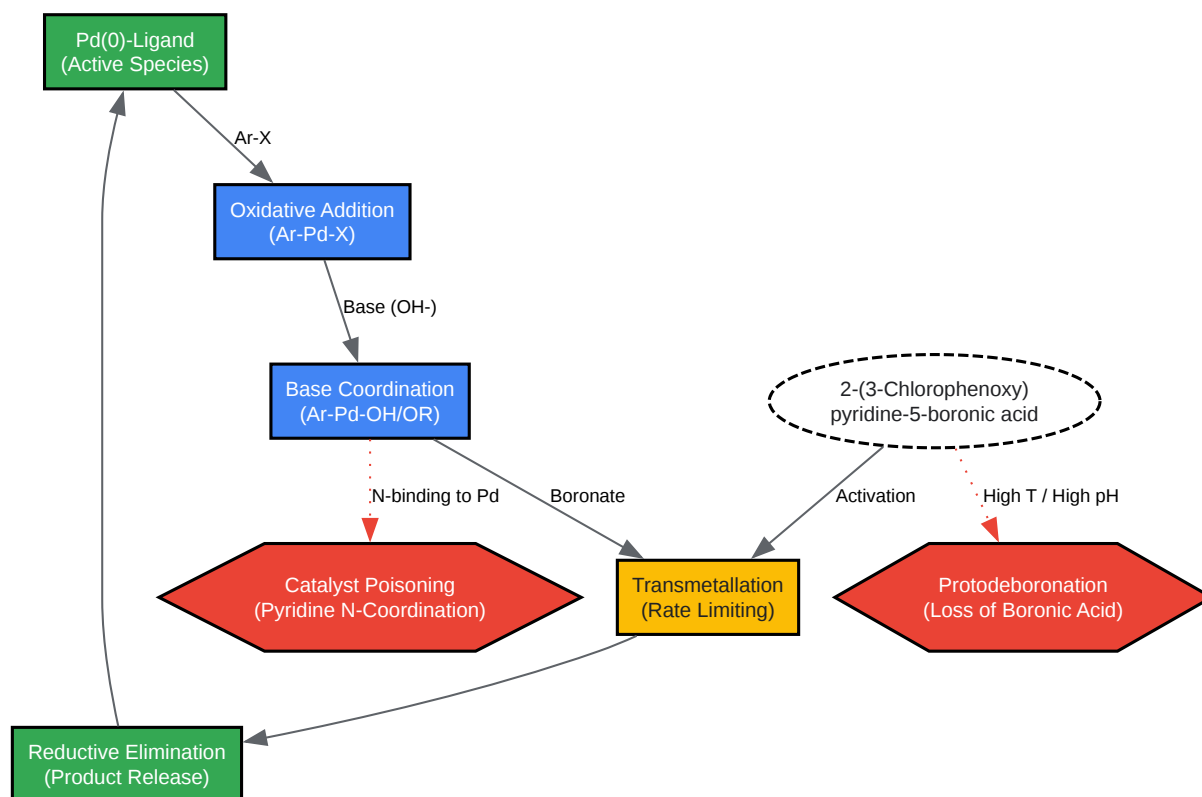 Pd(0)-Ligand
(Active Species)
Ar-X
Oxidative Addition
(Ar-Pd-X)
Base (OH-)
Base Coordination
(Ar-Pd-OH/OR)
2-(3-Chlorophenoxy)
pyridine-5-boronic acid
N-binding to Pd
Boronate
Activation
High T / High pH
Catalyst Poisoning
(Pyridine N-Coordination)
Transmetallation
(Rate Limiting)
Protodeboronation
(Loss of Boronic Acid)
Reductive Elimination
(Product Release)